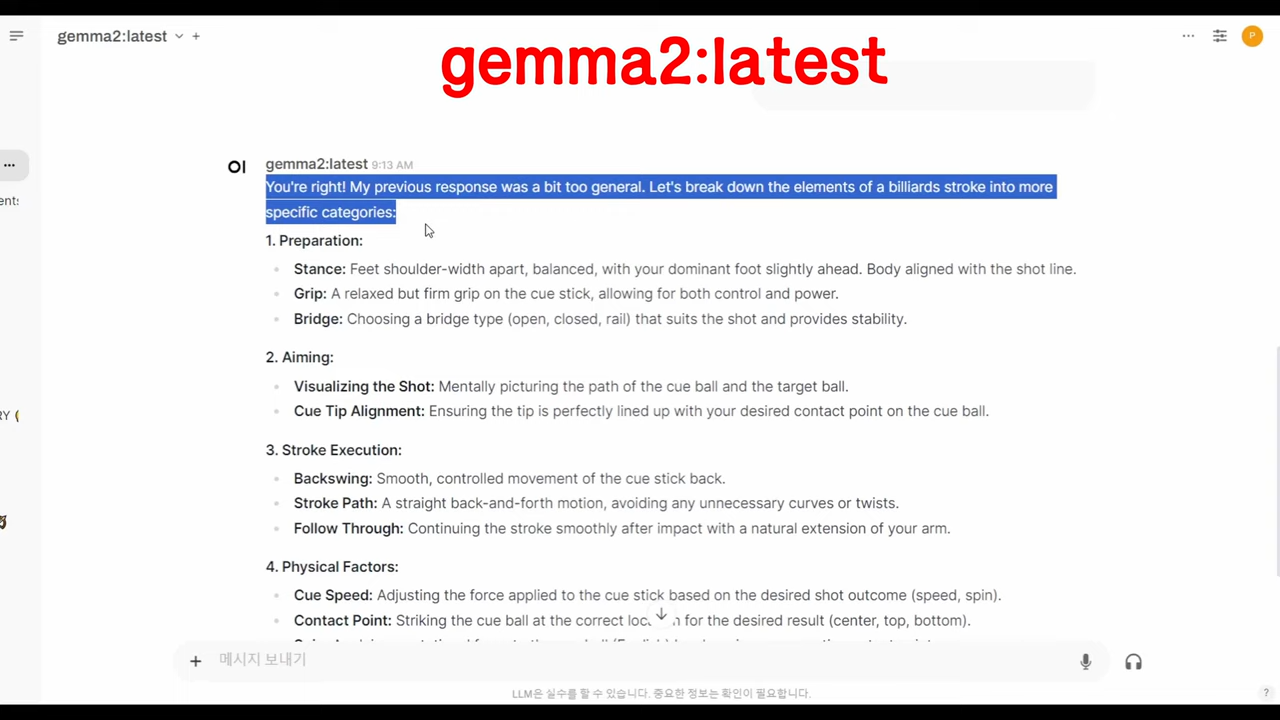 gemma2:latest
gemma2:latest
gemma2:latest 9:13 AM
You're right! My previous response was a bit too general. Let's break down the elements of a billiards stroke into more
specific categories:
1. Preparation:
Stance: Feet shoulder-width apart, balanced, with your dominant foot slightly ahead. Body aligned with the shot line.
Grip: A relaxed but firm grip on the cue stick, allowing for both control and power.
Bridge: Choosing a bridge type (open, closed, rail) that suits the shot and provides stability.
2. Aiming:
Visualizing the Shot: Mentally picturing the path of the cue ball and the target ball.
Cue Tip Alignment: Ensuring the tip is perfectly lined up with your desired contact point on the cue ball.
3. Stroke Execution:
Backswing: Smooth, controlled movement of the cue stick back.
Stroke Path: A straight back-and-forth motion, avoiding any unnecessary curves or twists.
Follow Through: Continuing the stroke smoothly after impact with a natural extension of your arm.
4. Physical Factors:
Cue Speed: Adjusting the force applied to the cue stick based on the desired shot outcome (speed, spin).
Contact Point: Striking the cue ball at the correct for the desired result (center, top, bottom).
메시지 보내기
LLM은 실수를 할 수 있습니다. 중요한 정보는 확인이 필요합니다.
P
OI
?